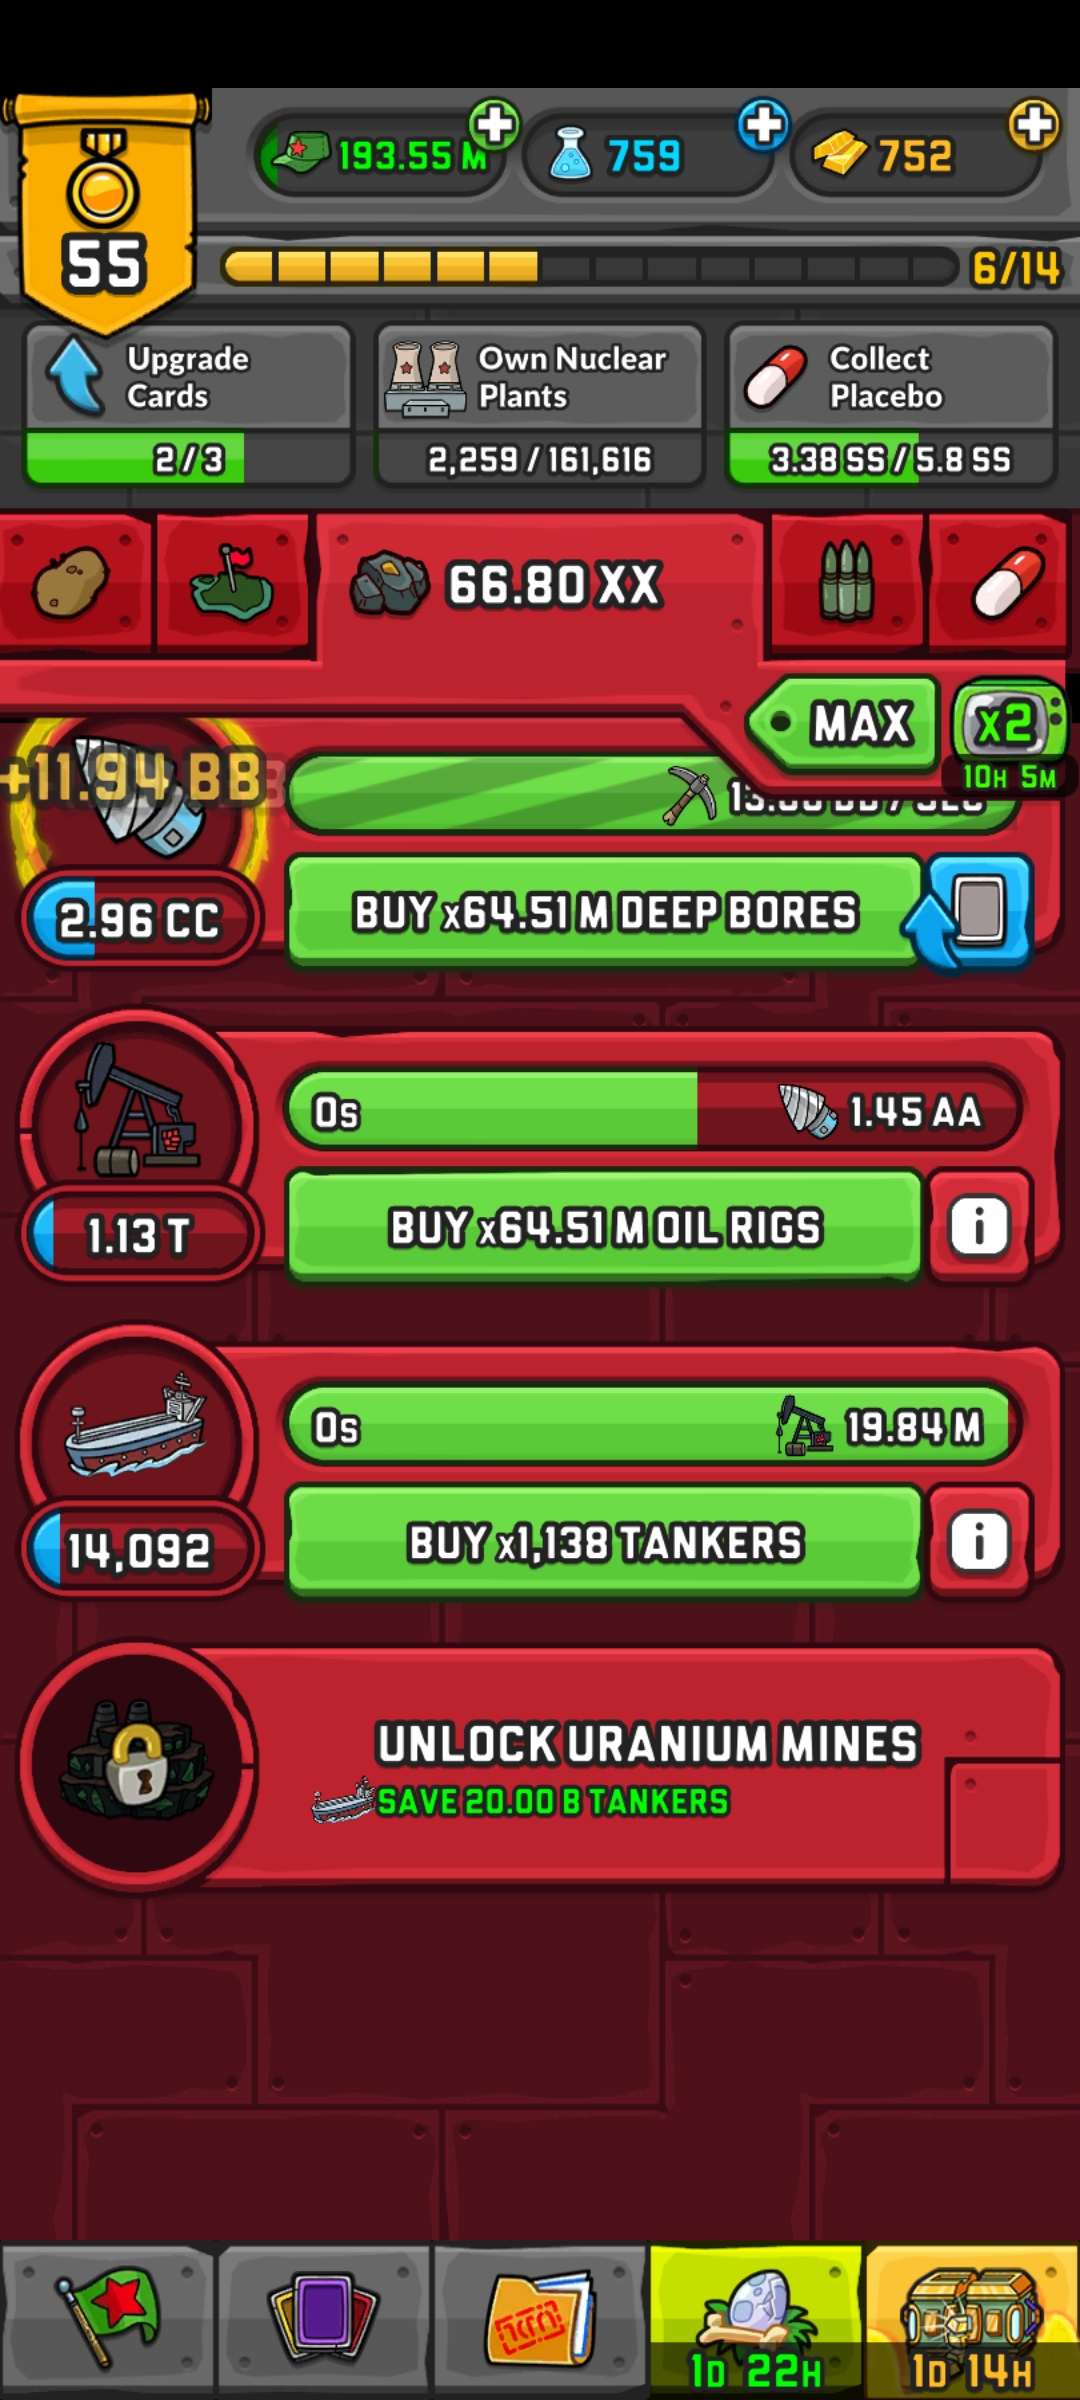 193.55 M
759
752
55
6/14
Upgrade
Cards
2/3
Own Nuclear
Plants
2,259 / 161,616
Collect
Placebo
3.38 SS / 5.8 SS
66.80 XX
MAX
x2
10H 5M
+11.94 BB
2.96 CC
BUY x64.51 M DEEP BORES
0s
1.45 AA
1.13 T
BUY x64.51 M OIL RIGS
i
0s
19.84 M
14,092
BUY x1,138 TANKERS
i
UNLOCK URANIUM MINES
SAVE 20.00 B TANKERS
1D 22H
1D 14H